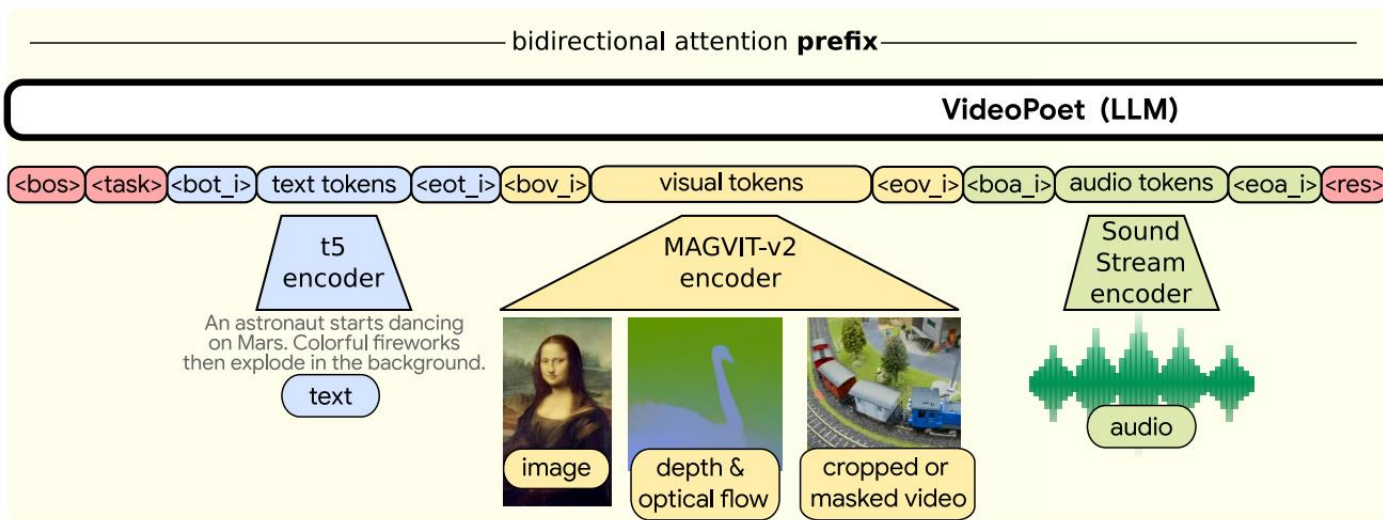 bidirectional attention prefix
VideoPoet (LLM)
<bos> <task> <bot_i> text tokens <eot_i> <bov_i> visual tokens <eov_i> <boa_i> audio tokens <eoa_i> <res>
t5
encoder
MAGVIT-v2
encoder
Sound
Stream
encoder
An astronaut starts dancing
on Mars. Colorful fireworks
then explode in the background.
text
image
depth &
optical flow
cropped or
masked video
audio